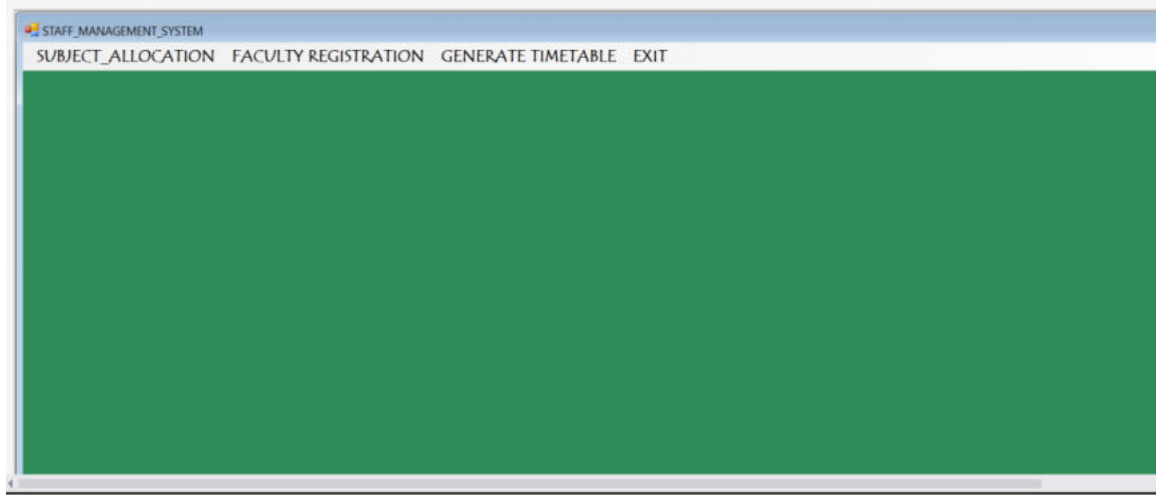 STAFF_MANAGEMENT_SYSTEM
SUBJECT_ALLOCATION FACULTY REGISTRATION GENERATE TIMETABLE EXIT